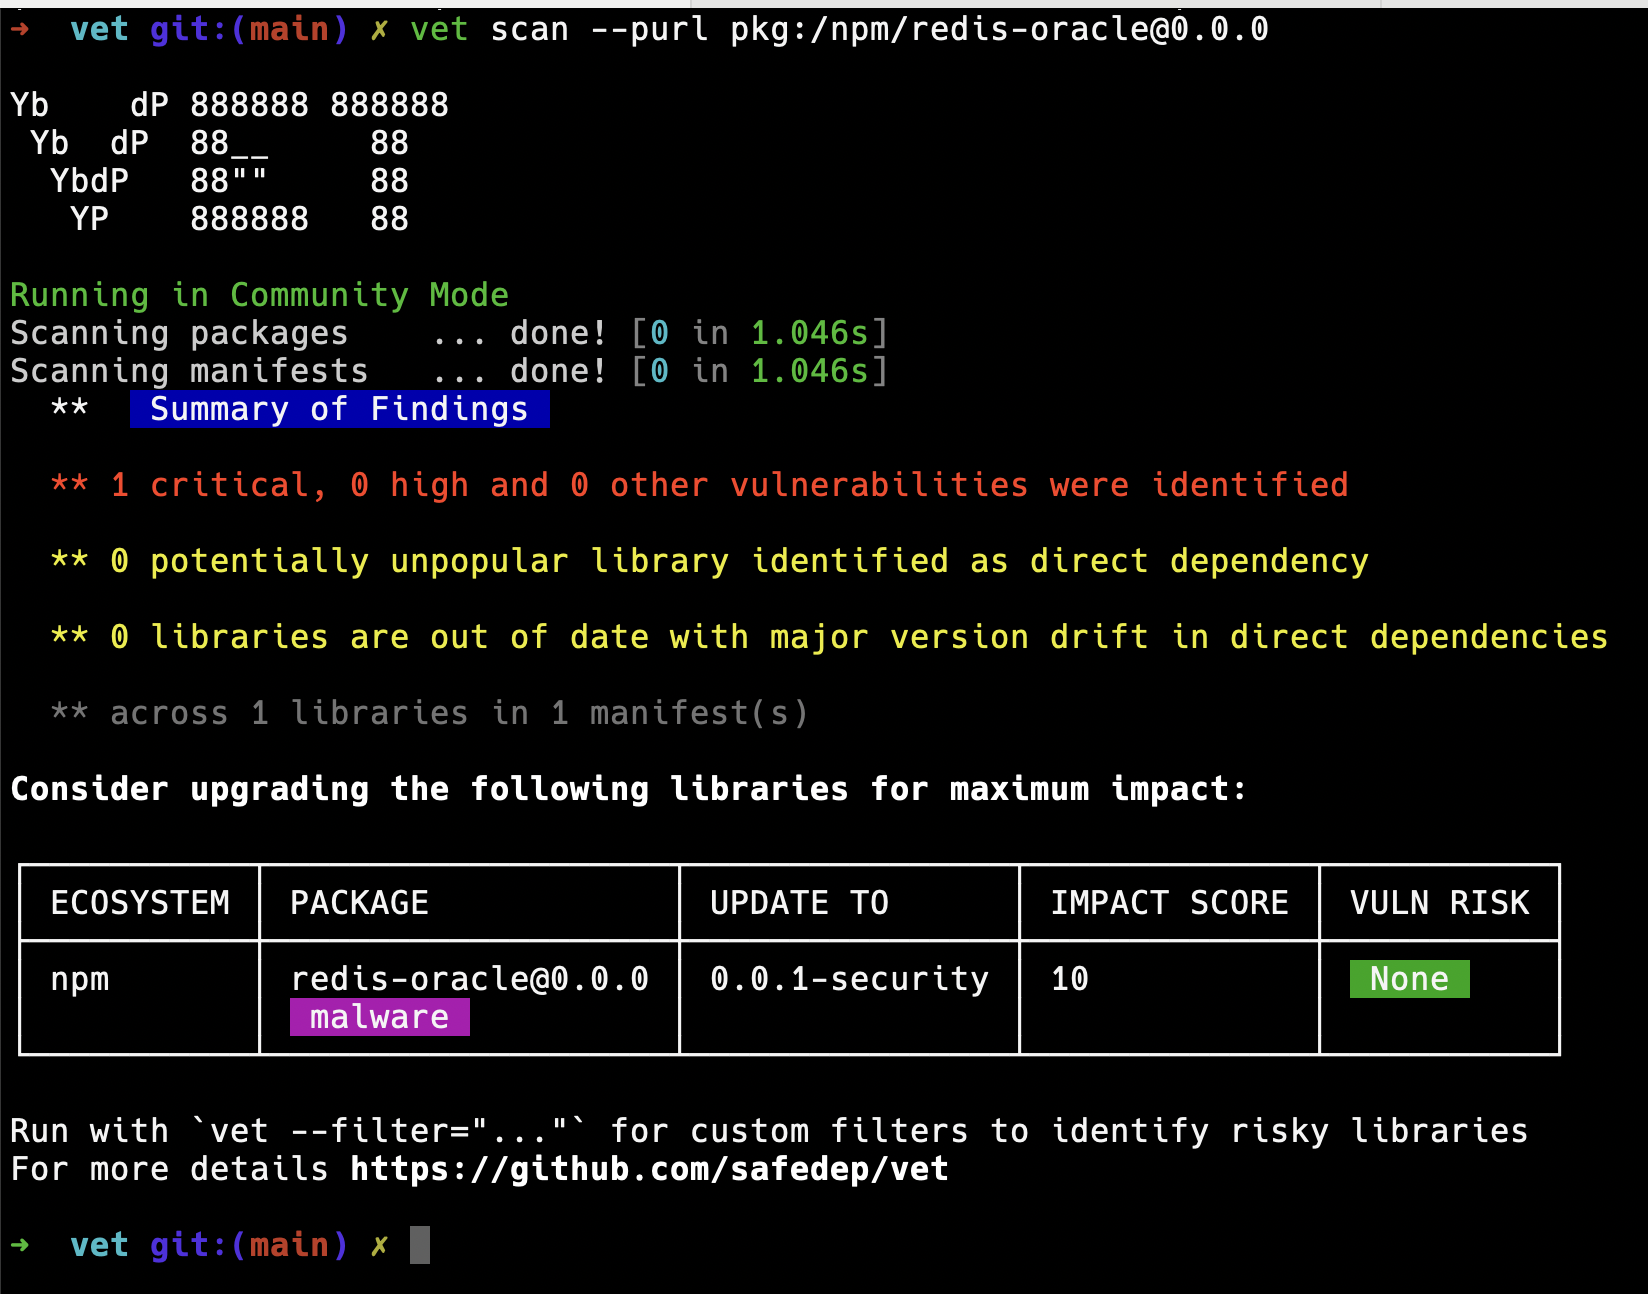 → vet git:(main) ✗ vet scan --purl pkg:/npm/redis-oracle@0.0.0
Yb    dP 888888 888888
 Yb  dP  88__     88
  YbdP   88""     88
   YP    888888   88
Running in Community Mode
Scanning packages    ... done! [0 in 1.046s]
Scanning manifests   ... done! [0 in 1.046s]
** Summary of Findings
** 1 critical, 0 high and 0 other vulnerabilities were identified
** 0 potentially unpopular library identified as direct dependency
** 0 libraries are out of date with major version drift in direct dependencies
** across 1 libraries in 1 manifest(s)
Consider upgrading the following libraries for maximum impact:
ECOSYSTEM PACKAGE UPDATE TO IMPACT SCORE VULN RISK
npm redis-oracle@0.0.0 0.0.1-security 10 None
malware
Run with `vet --filter="..."` for custom filters to identify risky libraries
For more details https://github.com/safedep/vet
→ vet git:(main) ✗